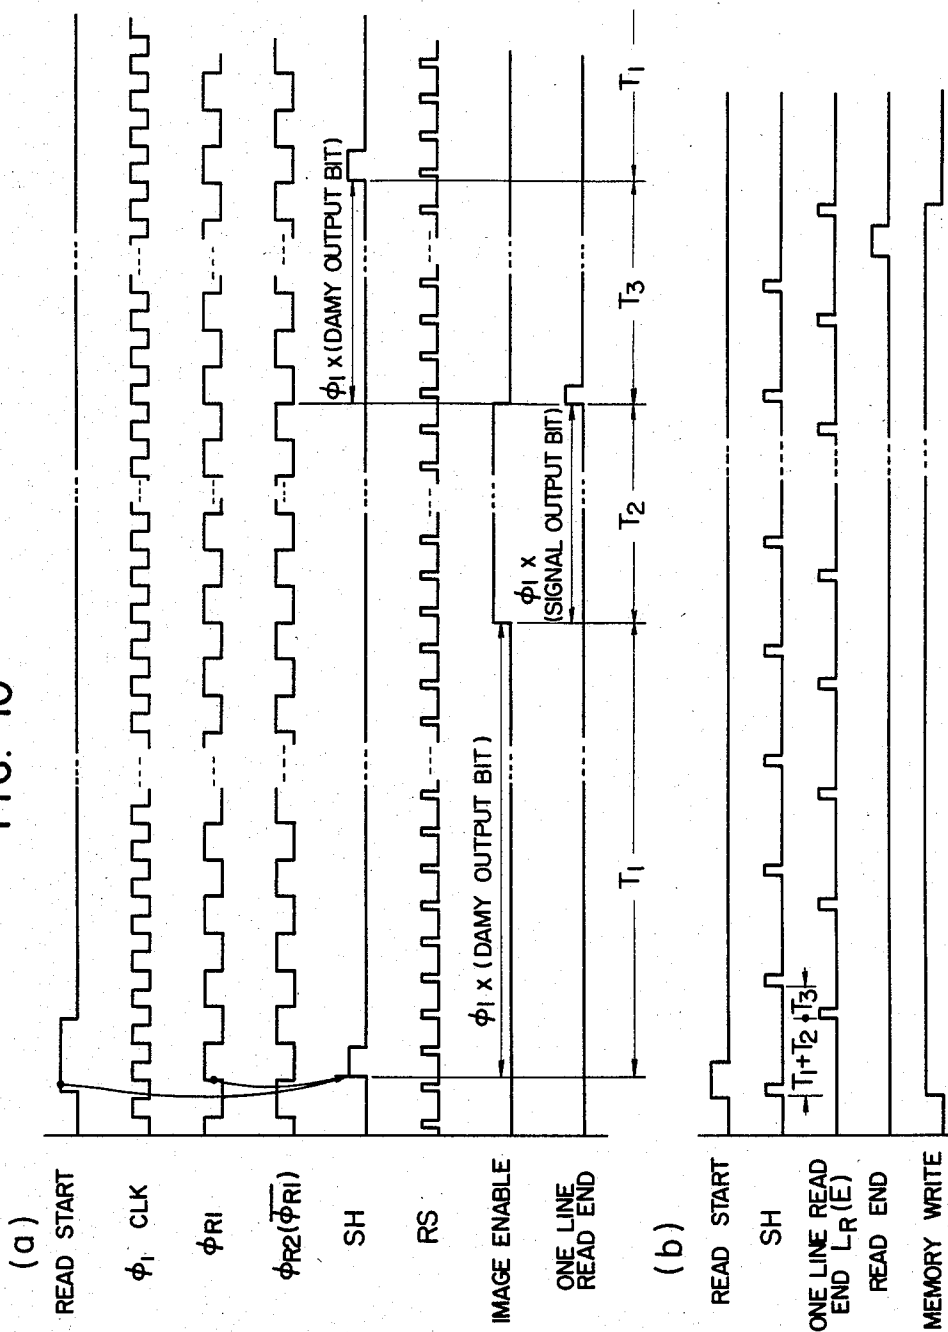 FIG. 10
(a)
READ START
φ1 CLK
φR1
φR2(φR1)
SH
RS
IMAGE ENABLE
ONE LINE
READ END
φ1 x (DAMY OUTPUT BIT)
φ1 x
(SIGNAL OUTPUT BIT)
φ1 x (DAMY OUTPUT BIT)
T1
T2
T3
T1
(b)
READ START
SH
ONE LINE READ
END LR(E)
READ END
MEMORY WRITE
T1+T2
T3